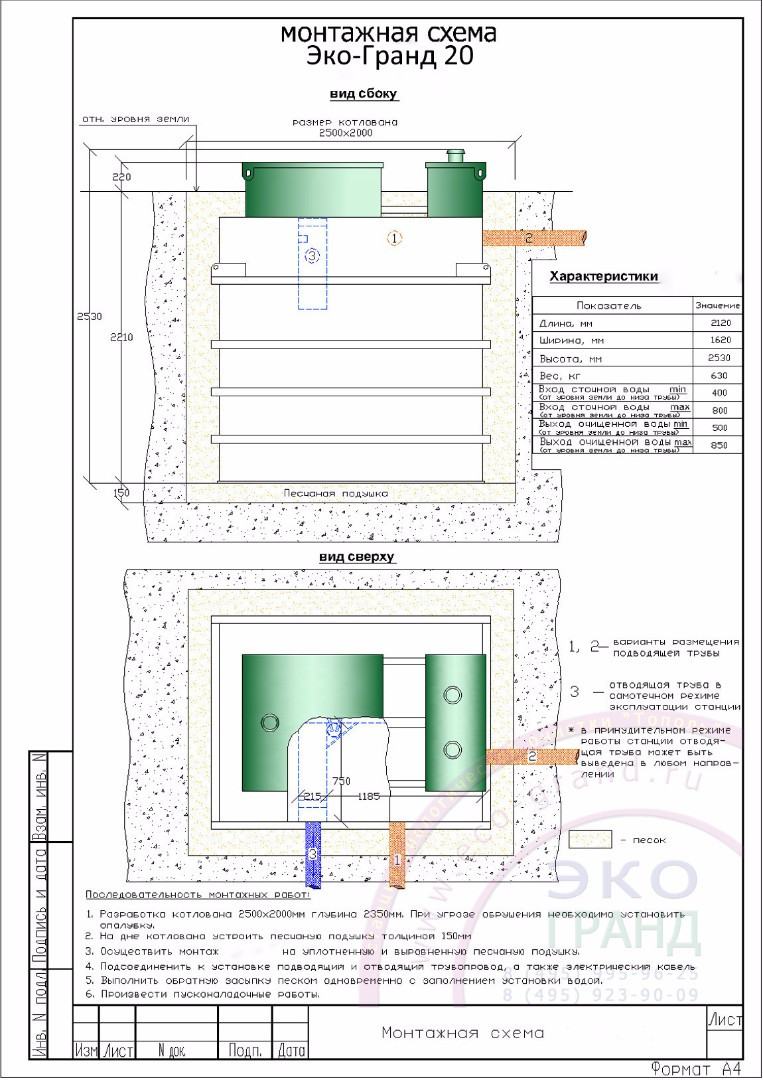 монтажная схема
Эко-Гранд 20
вид сбоку
отн. уровня земли
размер котлована
2500х2000
220
2530
2210
150
1
2
3
Песчаная подушка
Характеристики
Показатель Значение
Длина, мм 2120
Ширина, мм 1620
Высота, мм 2530
Вес, кг 630
Вход сточной воды min 400
(от уровня земли до низа трубы)
Вход сточной воды max 800
(от уровня земли до низа трубы)
Выход очищенной воды min 500
(от уровня земли до низа трубы)
Выход очищенной воды max 850
(от уровня земли до низа трубы)
вид сверху
2
750
215
1185
3
1
1, 2— варианты размещения
подводящей трубы
3 — отводящая труба в
самотечном режиме
эксплуатации станции
* в принудительном режиме
работы станции отводя-
щая труба может быть
выведена в любом направ-
лении
- песок
www.eco-grand.ru
ЭКО
ГРАНД
8 (495) 923-90-09
Последовательность монтажных работ:
1. Разработка котлована 2500х2000мм глубина 2350мм. При угрозе обрушения необходимо установить
опалубку.
2. На дне котлована устроить песчаную подушку толщиной 150мм
3. Осуществить монтаж на уплотненную и выравненную песчаную подушку.
4. Подсоеденить к установке подводящий и отводящий трубопровод, а также электрический кабель
5. Выполнить обратную засыпку песком одновременно с заполнением установки водой.
6. Произвести пусконаладочные работы.
Взам. инв. N
Подпись и дата
Инв. N подл
Изм Лист N док. Подп. Дата
Монтажная схема
Лист
Формат А4